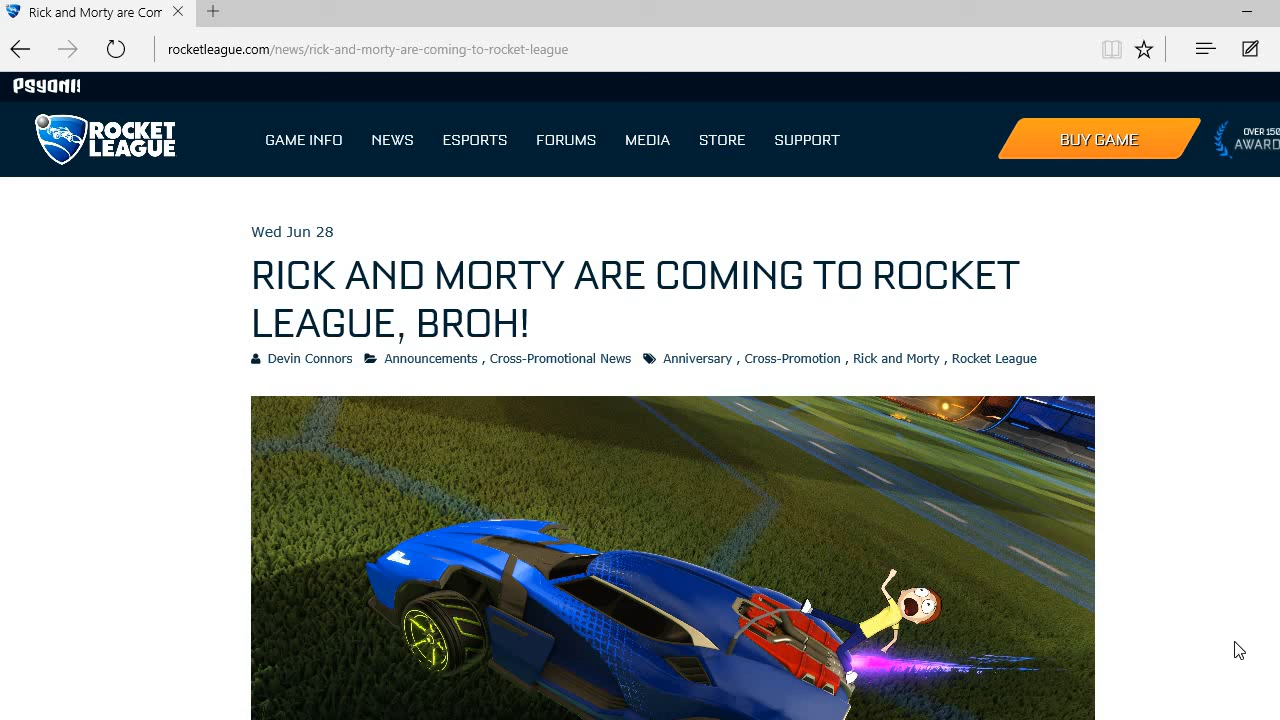 Rick and Morty are Com
rocketleague.com/news/rick-and-morty-are-coming-to-rocket-league
PSYONIX
ROCKET
LEAGUE
GAME INFO NEWS ESPORTS FORUMS MEDIA STORE SUPPORT
BUY GAME
OVER 150
AWARD
Wed Jun 28
RICK AND MORTY ARE COMING TO ROCKET
LEAGUE, BROH!
Devin Connors Announcements , Cross-Promotional News Anniversary , Cross-Promotion , Rick and Morty , Rocket League